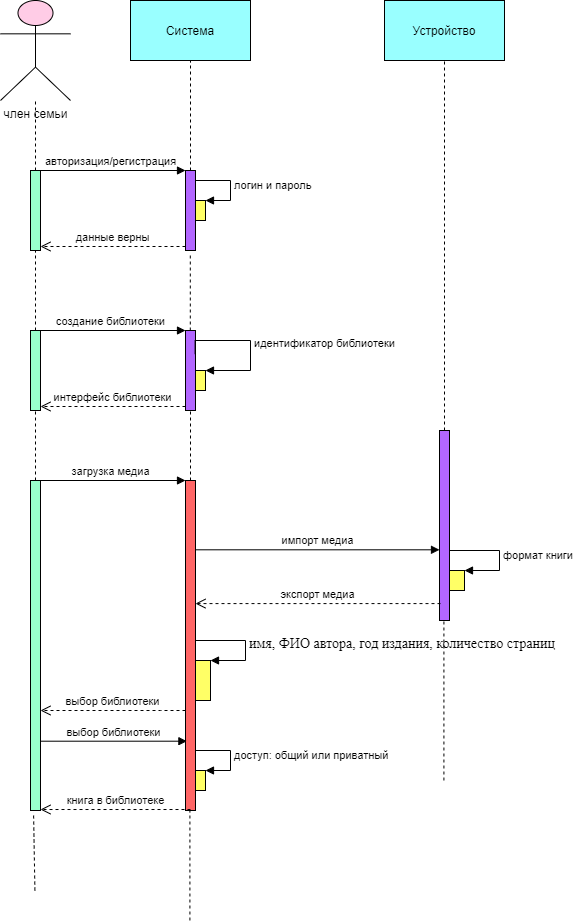 Система
Устройство
член семьи
авторизация/регистрация
логин и пароль
данные верны
создание библиотеки
идентификатор библиотеки
интерфейс библиотеки
загрузка медиа
импорт медиа
формат книги
экспорт медиа
имя, ФИО автора, год издания, количество страниц
выбор библиотеки
выбор библиотеки
доступ: общий или приватный
книга в библиотеке